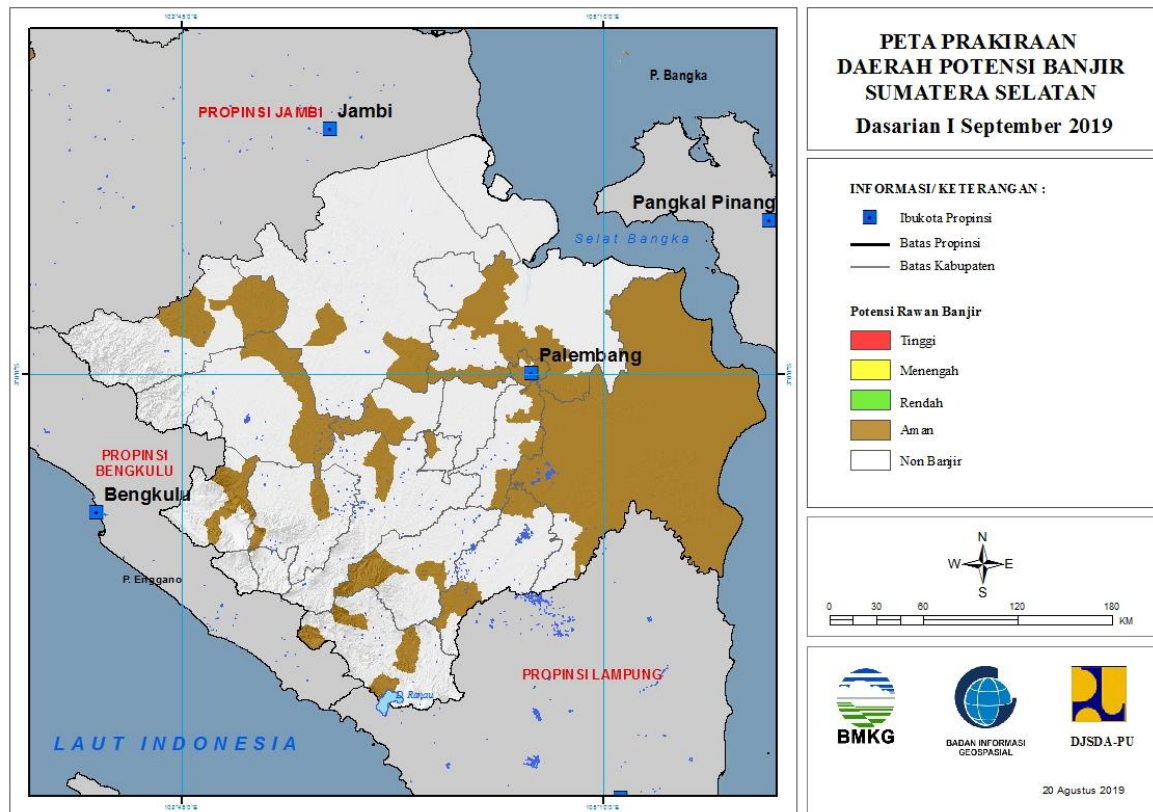 PETA PRAKIRAAN
DAERAH POTENSI BANJIR
SUMATERA SELATAN
Dasarian I September 2019
P. Bangka
PROPINSI JAMBI
Jambi
Pangkal Pinang
Selat Bangka
Palembang
PROPINSI
BENGKULU
Bengkulu
P. Enggano
PROPINSI LAMPUNG
D. Ranau
LAUT INDONESIA
INFORMASI/ KETERANGAN :
Ibukota Propinsi
Batas Propinsi
Batas Kabupaten
Potensi Rawan Banjir
Tinggi
Menengah
Rendah
Aman
Non Banjir
N
W E
S
0 30 60 120 180
KM
BMKG
BADAN INFORMASI
GEOSPASIAL
DJSDA-PU
20 Agustus 2019